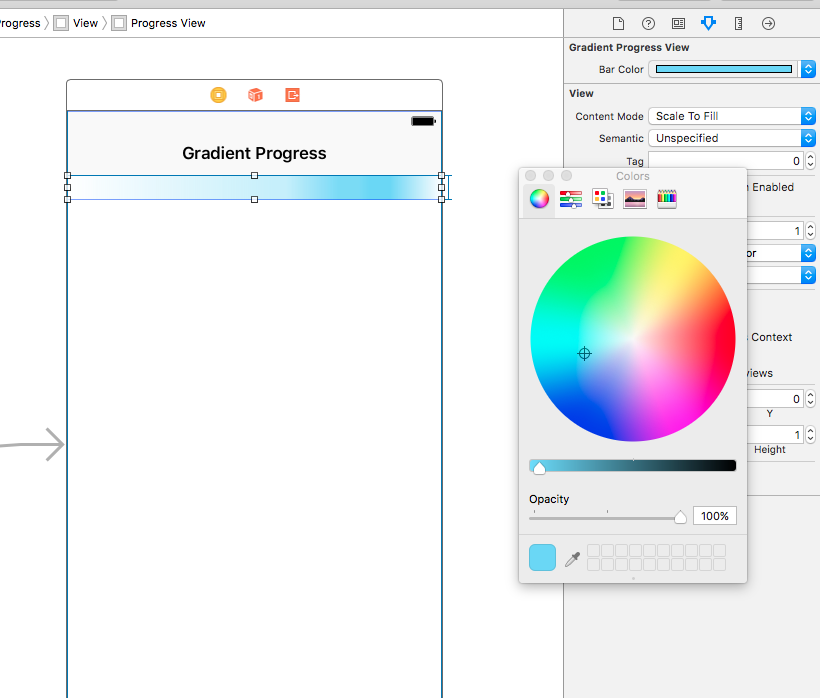 rogress View Progress View
Gradient Progress View
Bar Color
View
Content Mode Scale To Fill
Semantic Unspecified
Tag 0
Gradient Progress
Colors
Enabled
1
or
Context
views
0
Y
1
Height
Opacity
100%